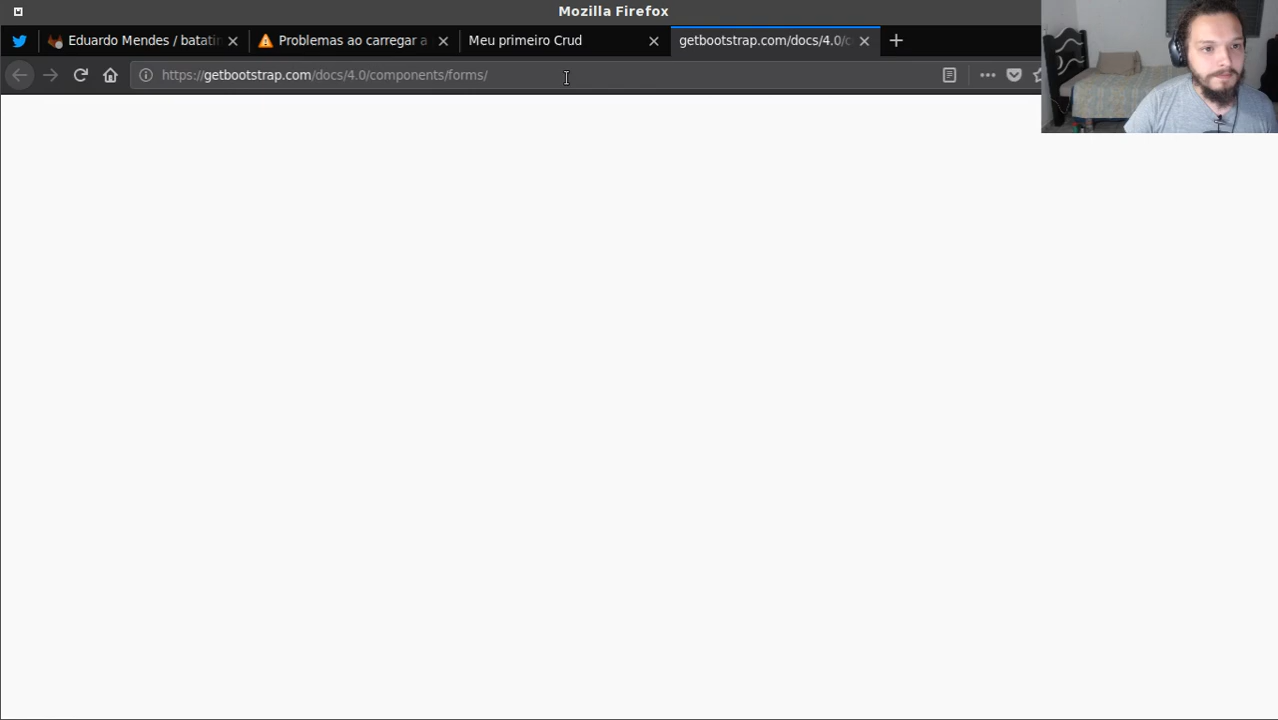 Mozilla Firefox
Eduardo Mendes / batatin
Problemas ao carregar a
Meu primeiro Crud
getbootstrap.com/docs/4.0/c
https://getbootstrap.com/docs/4.0/components/forms/